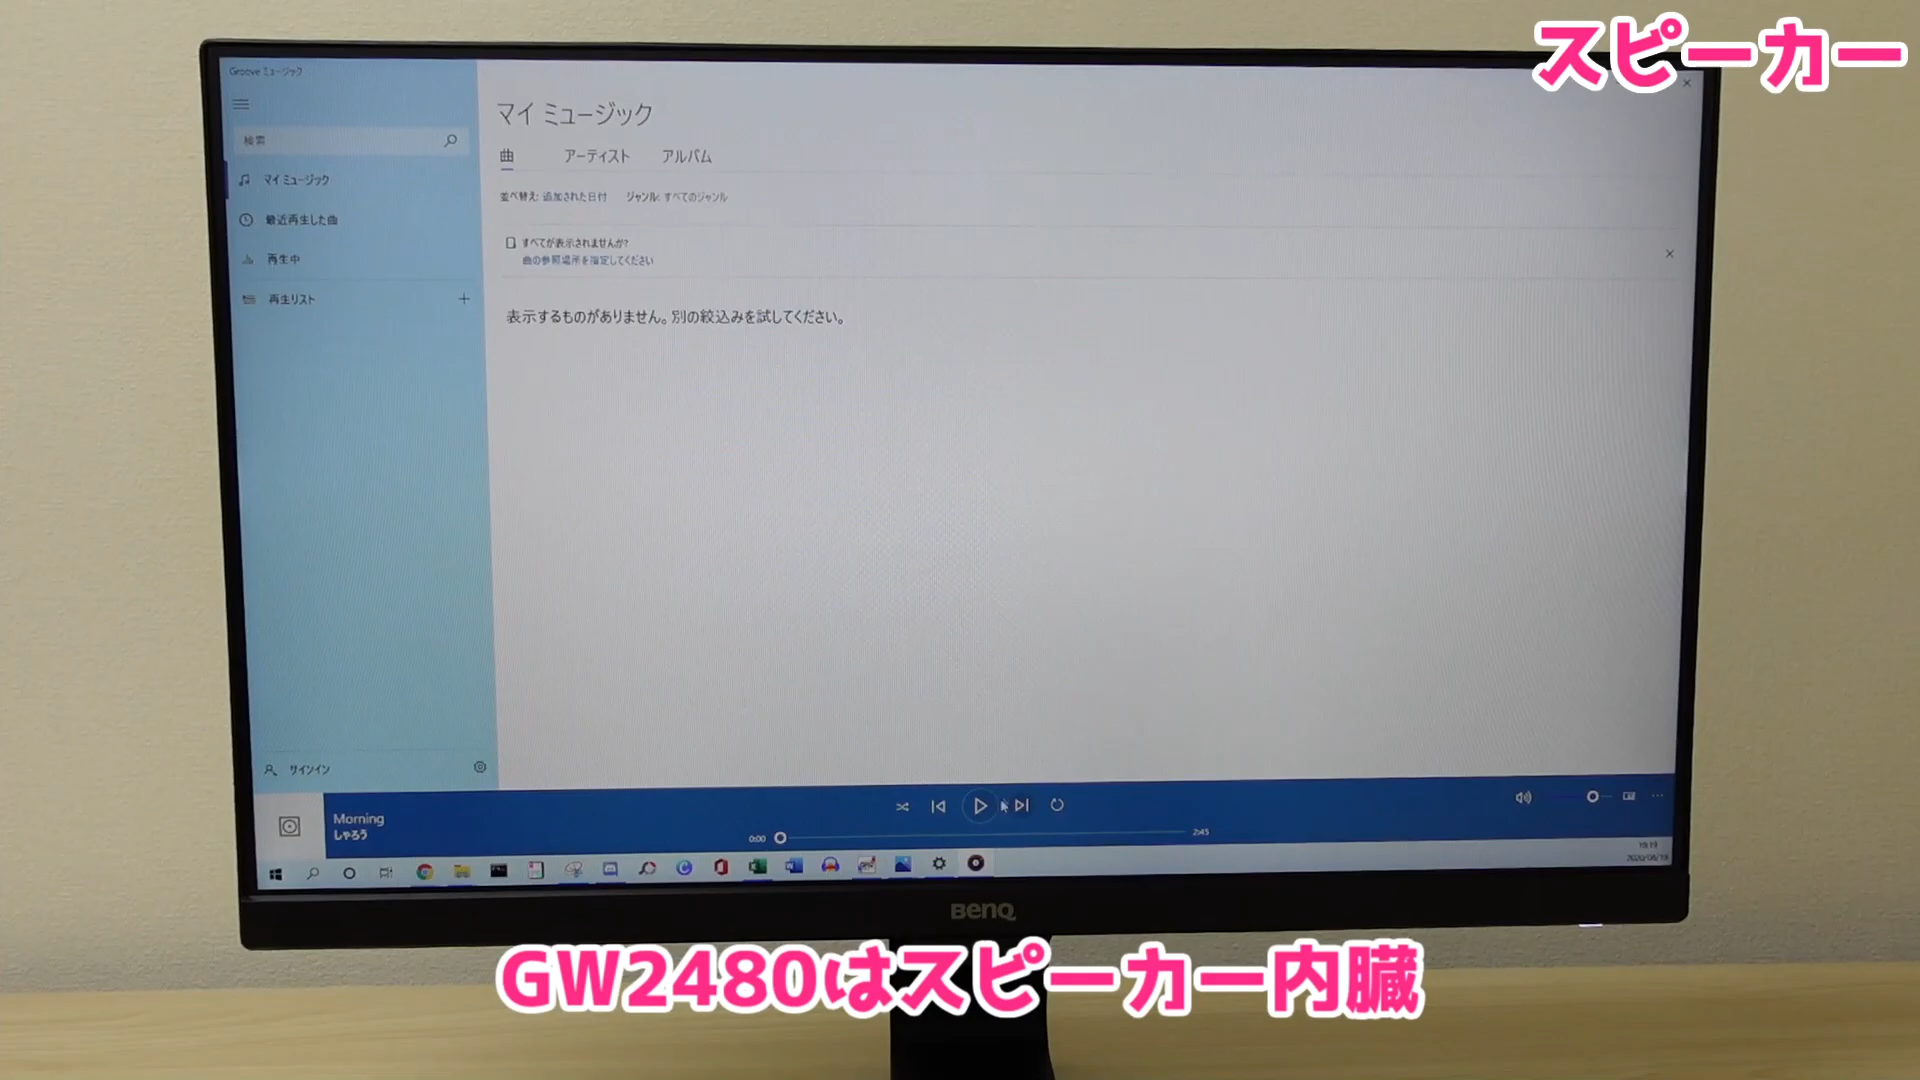 スピーカー
Groove ミュージック
検索
マイ ミュージック
最近再生した曲
再生中
再生リスト
サインイン
マイ ミュージック
曲 アーティスト アルバム
並べ替え: 追加された日付 ジャンル: すべてのジャンル
すべてが表示されませんか?
曲の参照場所を指定してください
表示するものがありません。別の絞込みを試してください。
Morning
しゃろう
0:00
2:45
19:19
2020/08/19
BenQ
GW2480はスピーカー内臓